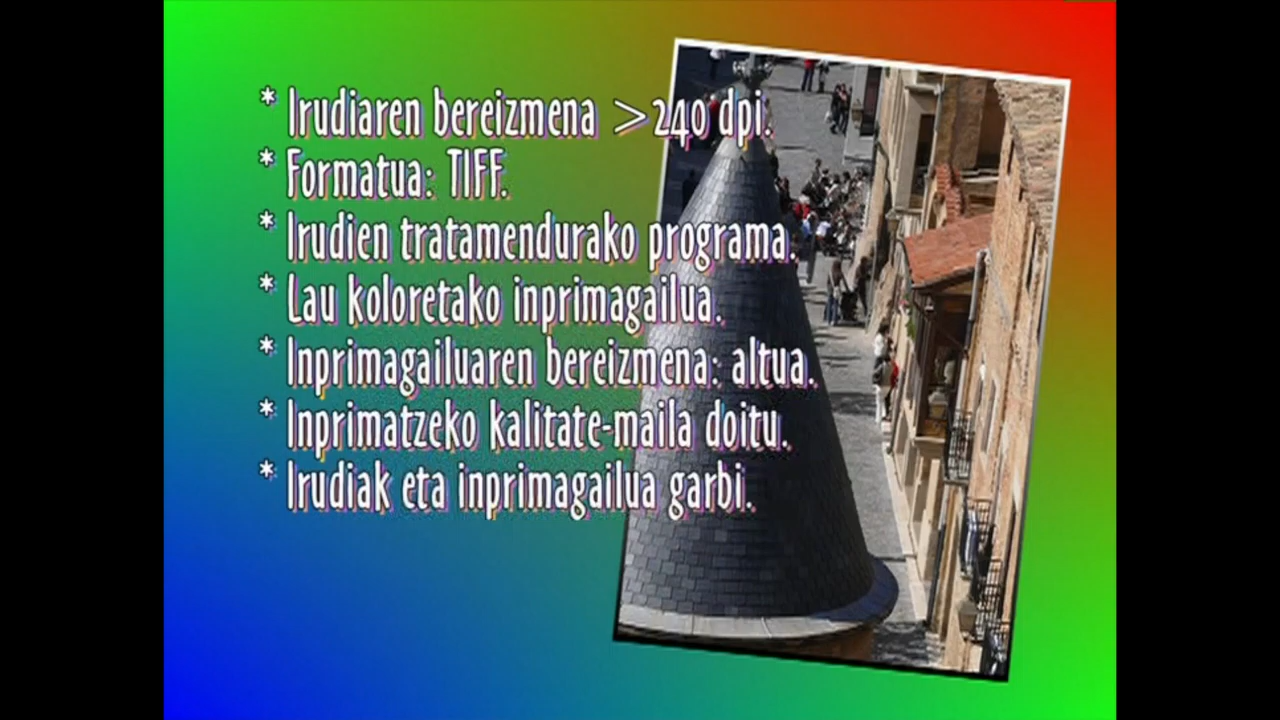 * Irudiaren bereizmena >240 dpi.
* Formatua: TIFF.
* Irudien tratamendurako programa.
* Lau koloretako inprimagailua.
* Inprimagailuaren bereizmena: altua.
* Inprimatzeko kalitate-maila doitu.
* Irudiak eta inprimagailua garbi.